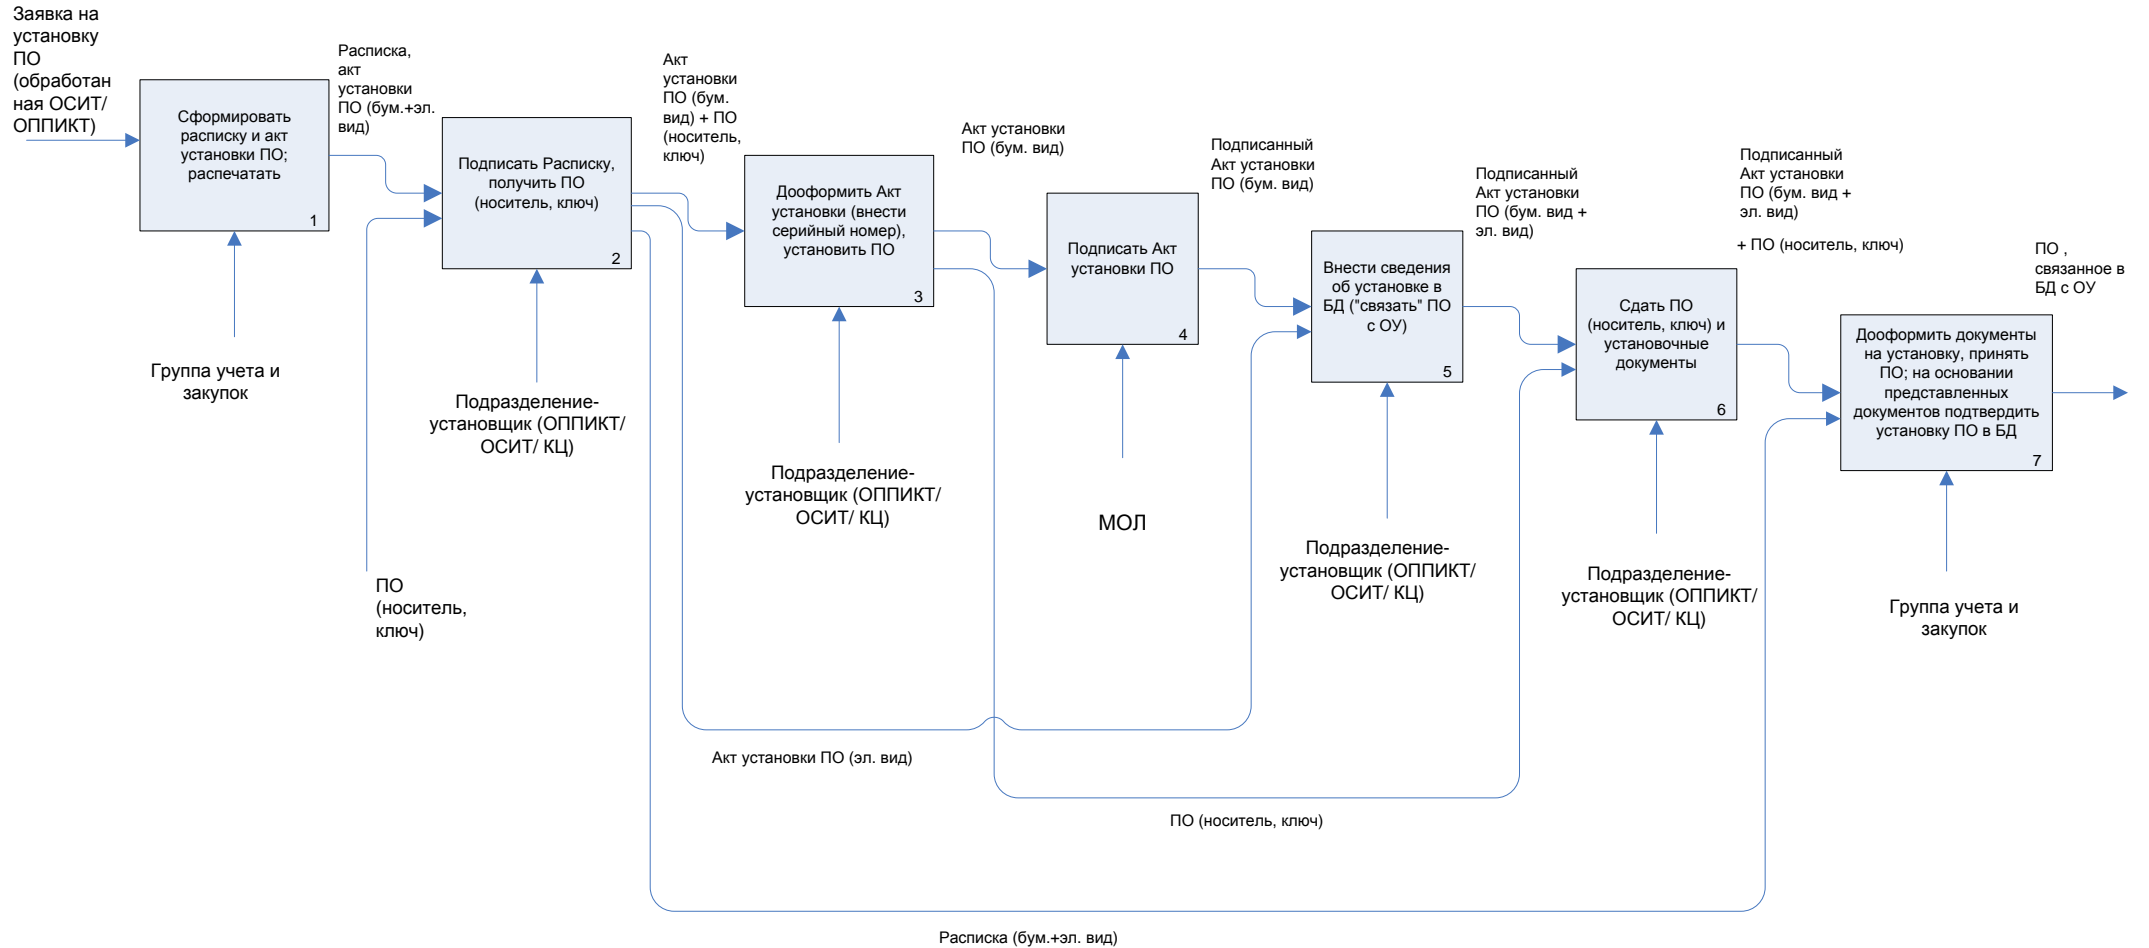 Заявка на
установку
ПО
(обработан
ная ОСИТ/
ОППИКТ)
Сформировать
расписку и акт
установки ПО;
распечатать
1
Группа учета и
закупок
Расписка,
акт
установки
ПО (бум.+эл.
вид)
Подписать Расписку,
получить ПО
(носитель, ключ)
2
Подразделение-
установщик (ОППИКТ/
ОСИТ/ КЦ)
ПО
(носитель,
ключ)
Акт
установки
ПО (бум.
вид) + ПО
(носитель,
ключ)
Дооформить Акт
установки (внести
серийный номер),
установить ПО
3
Подразделение-
установщик (ОППИКТ/
ОСИТ/ КЦ)
Акт установки
ПО (бум. вид)
Подписать Акт
установки ПО
4
МОЛ
Подписанный
Акт установки
ПО (бум. вид)
Внести сведения
об установке в
БД ("связать" ПО
с ОУ)
5
Подразделение-
установщик (ОППИКТ/
ОСИТ/ КЦ)
Подписанный
Акт установки
ПО (бум. вид +
эл. вид)
Сдать ПО
(носитель, ключ) и
установочные
документы
6
Подразделение-
установщик (ОППИКТ/
ОСИТ/ КЦ)
Подписанный
Акт установки
ПО (бум. вид +
эл. вид)
+ ПО (носитель, ключ)
Дооформить документы
на установку, принять
ПО; на основании
представленных
документов подтвердить
установку ПО в БД
7
Группа учета и
закупок
ПО ,
связанное в
БД с ОУ
Акт установки ПО (эл. вид)
ПО (носитель, ключ)
Расписка (бум.+эл. вид)